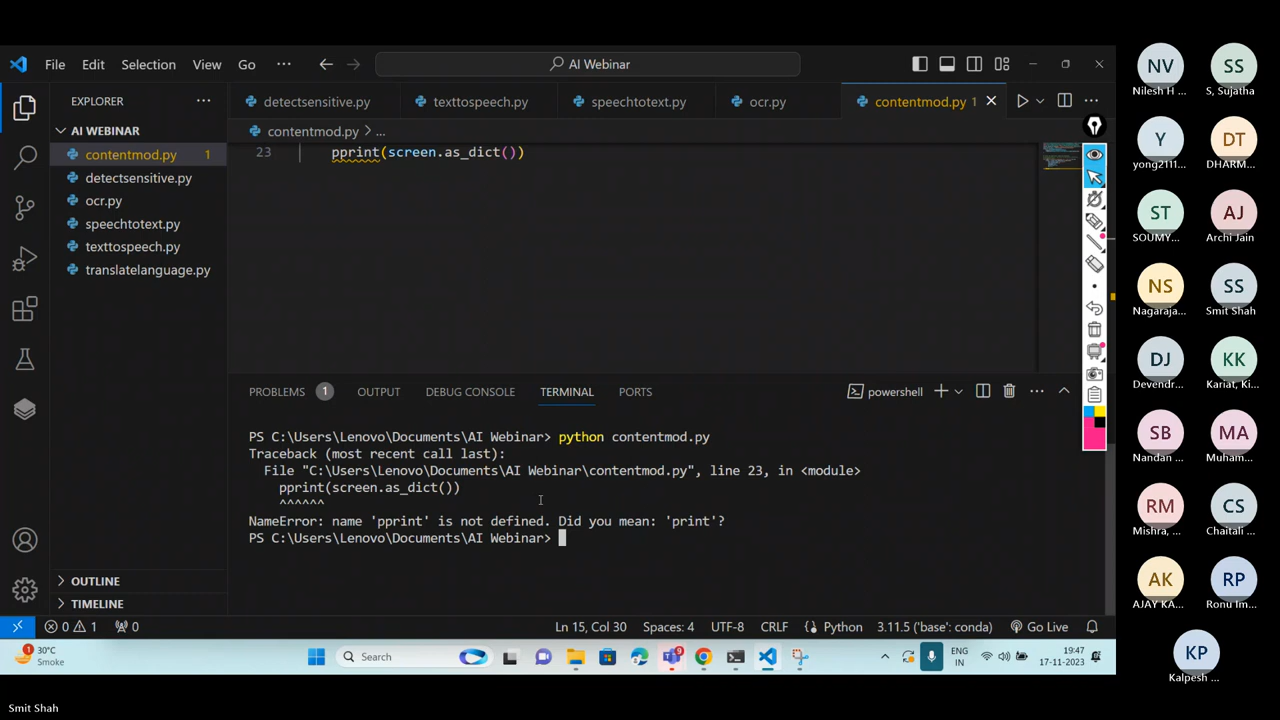 File Edit Selection View Go ··· AI Webinar
EXPLORER ···
detectsensitive.py texttospeech.py speechtotext.py ocr.py contentmod.py 1
AI WEBINAR
contentmod.py > ...
contentmod.py 1
detectsensitive.py
ocr.py
speechtotext.py
texttospeech.py
translatelanguage.py
23 pprint(screen.as_dict())
PROBLEMS 1 OUTPUT DEBUG CONSOLE TERMINAL PORTS powershell
PS C:\Users\Lenovo\Documents\AI Webinar> python contentmod.py
Traceback (most recent call last):
File "C:\Users\Lenovo\Documents\AI Webinar\contentmod.py", line 23, in <module>
pprint(screen.as_dict())
^^^^^^
NameError: name 'pprint' is not defined. Did you mean: 'print'?
PS C:\Users\Lenovo\Documents\AI Webinar>
OUTLINE
TIMELINE
0 1 0 Ln 15, Col 30 Spaces: 4 UTF-8 CRLF Python 3.11.5 ('base': conda) Go Live
1 30°C
Smoke
Search
9
ENG
IN
19:47
17-11-2023
NV SS
Nilesh H ... S, Sujatha
Y DT
yong2111... DHARM...
ST AJ
SOUMY... Archi Jain
NS SS
Nagaraja... Smit Shah
DJ KK
Devendr... Kariat, Ki...
SB MA
Nandan ... Muham...
RM CS
Mishra, ... Chaitali ...
AK RP
AJAY KA... Ronu Im...
KP
Kalpesh ...
Smit Shah